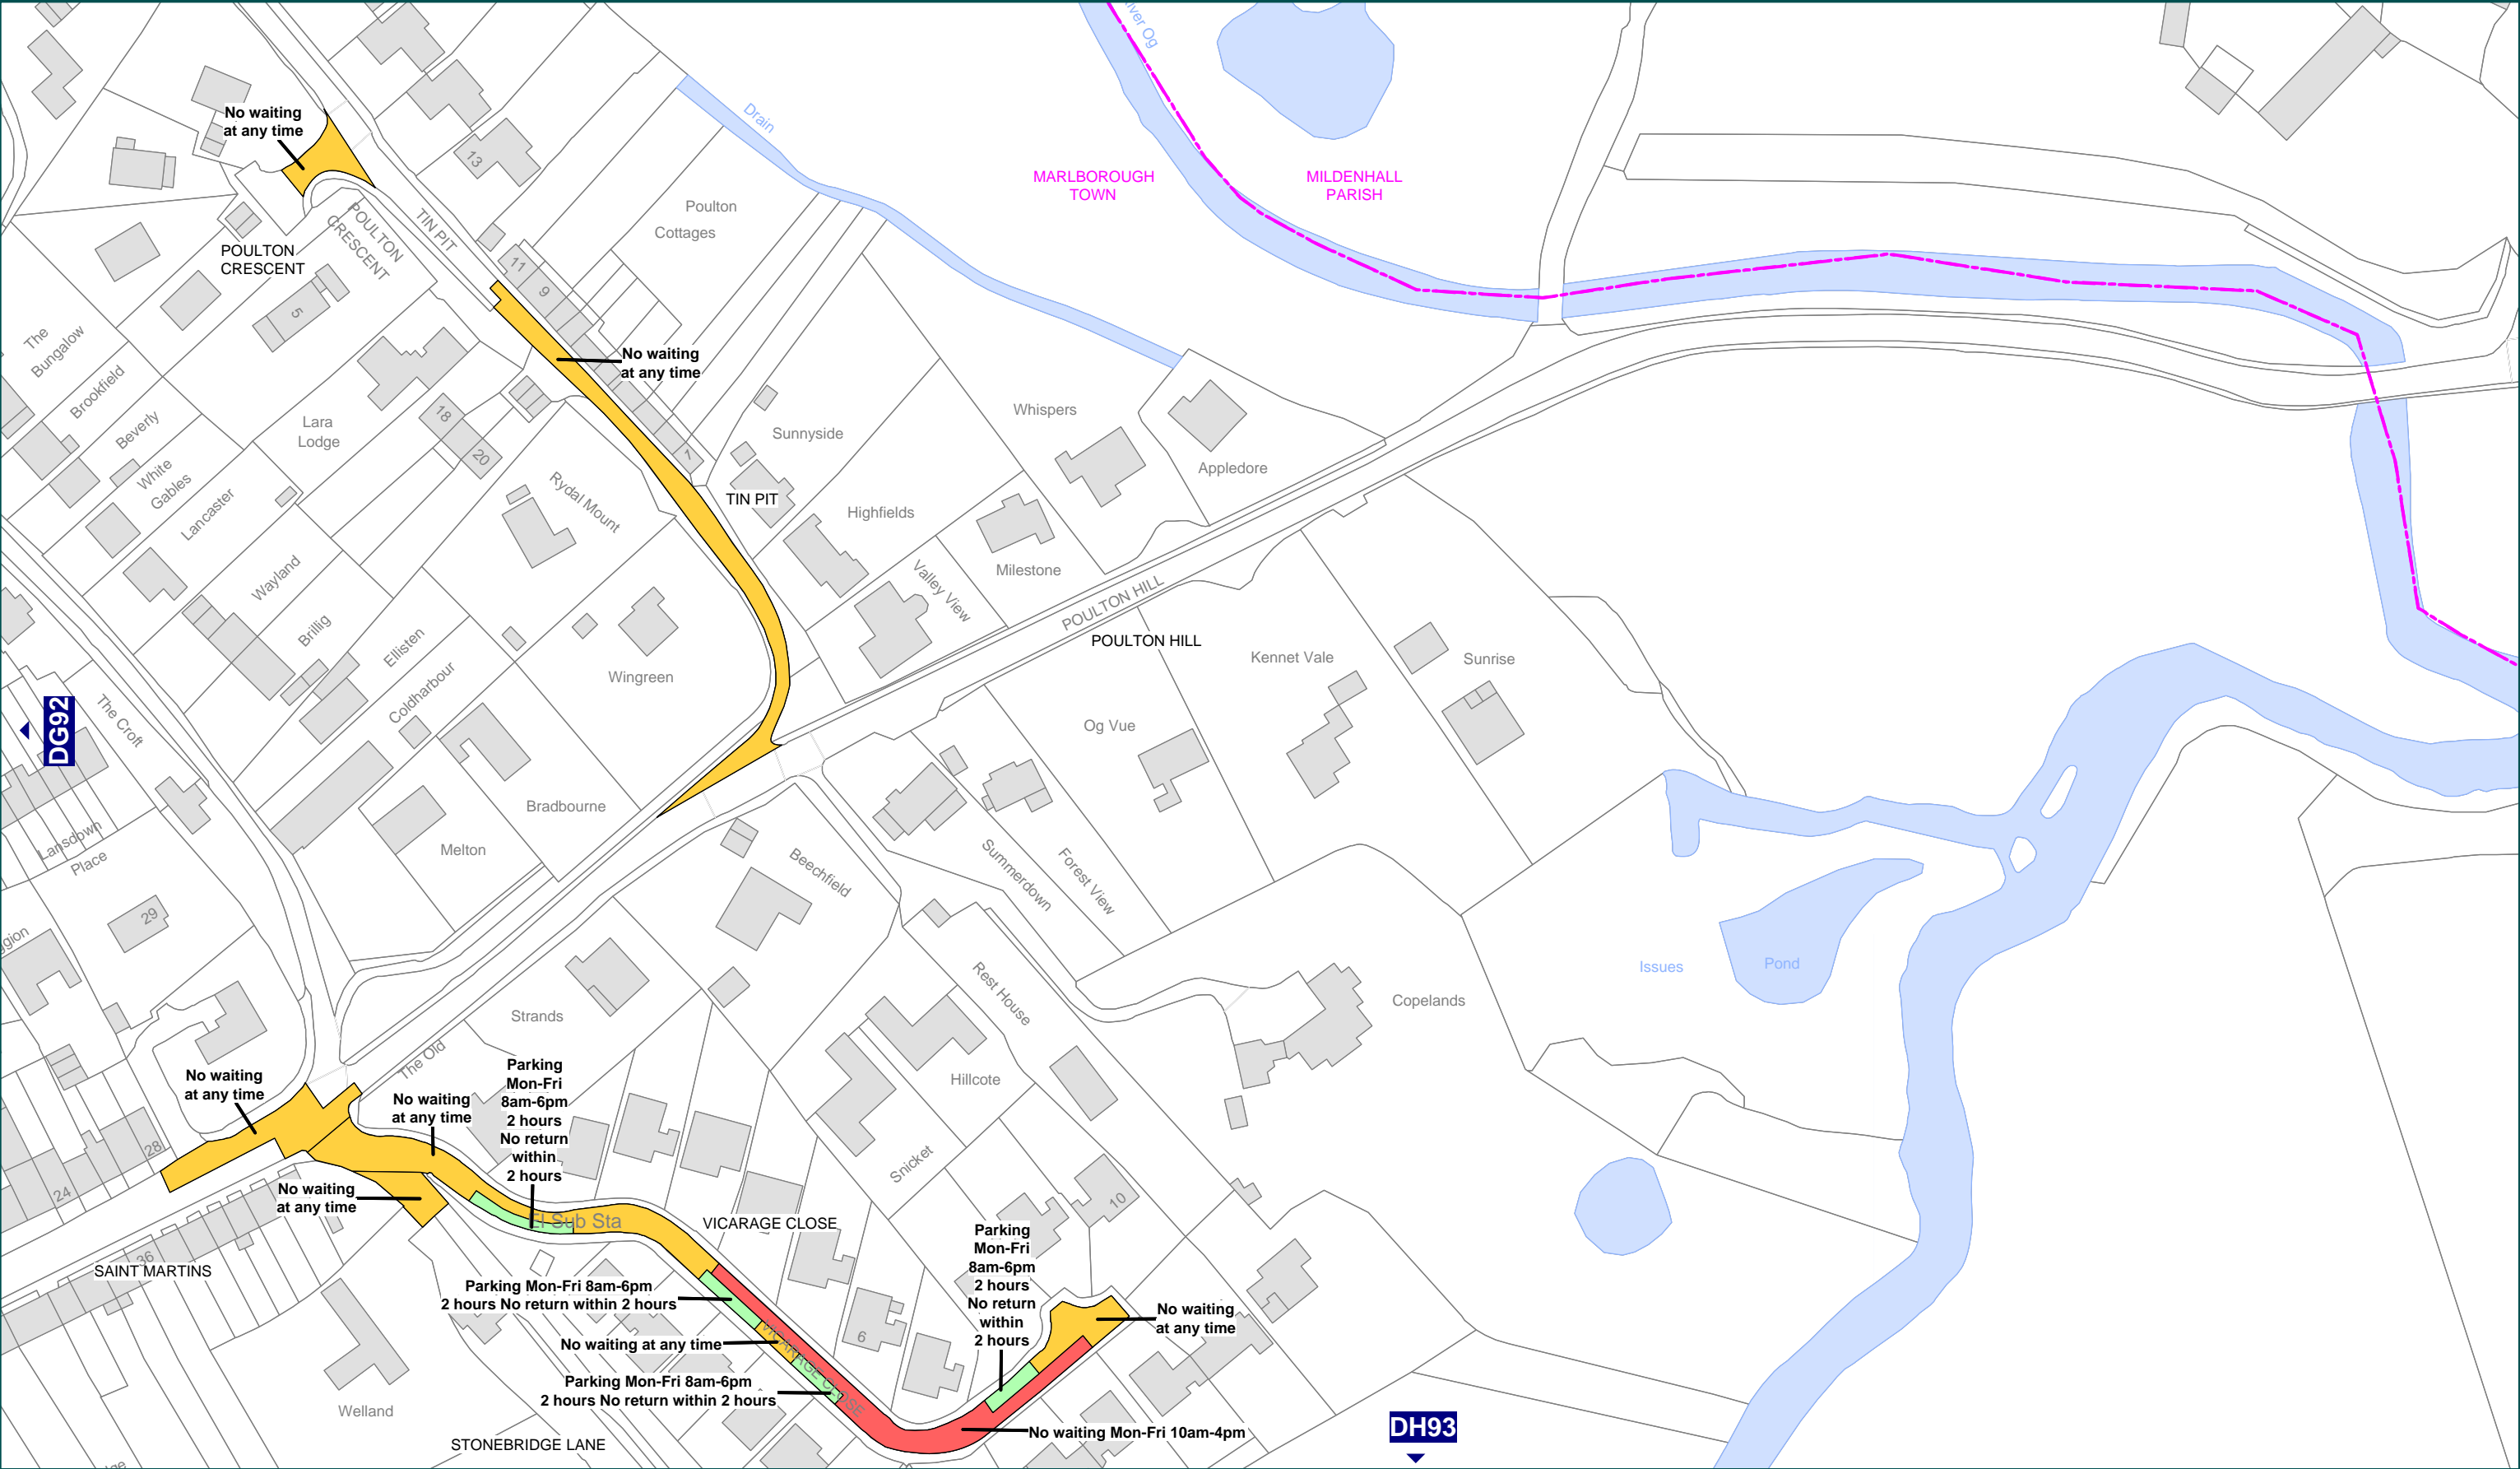 River Og
No waiting
at any time
Drain
13
MARLBOROUGH
TOWN
MILDENHALL
PARISH
POULTON
CRESCENT
TIN PIT
Poulton
Cottages
POULTON
CRESCENT
11
9
5
The
Bungalow
No waiting
at any time
Brookfield
Beverly
Lara
Lodge
18
20
Whispers
Sunnyside
Appledore
White
Gables
Lancaster
Rydal Mount
TIN PIT
Highfields
Valley View
Milestone
Wayland
Brillig
Ellisten
Coldharbour
Wingreen
POULTON HILL
POULTON HILL
Kennet Vale
Sunrise
Og Vue
DG92
The Croft
Lansdown
Place
Bradbourne
Melton
Beechfield
Summerdown
Forest View
29
Issues
Pond
Rest House
Copelands
Strands
The Old
No waiting
at any time
No waiting
at any time
Parking
Mon-Fri
8am-6pm
2 hours
No return
within
2 hours
Hillcote
28
24
Snicket
10
No waiting
at any time
El Sub Sta
VICARAGE CLOSE
36
SAINT MARTINS
Parking Mon-Fri 8am-6pm
2 hours No return within 2 hours
No waiting at any time
VICARAGE CLOSE
6
Parking
Mon-Fri
8am-6pm
2 hours
No return
within
2 hours
No waiting
at any time
Parking Mon-Fri 8am-6pm
2 hours No return within 2 hours
Welland
STONEBRIDGE LANE
No waiting Mon-Fri 10am-4pm
DH93